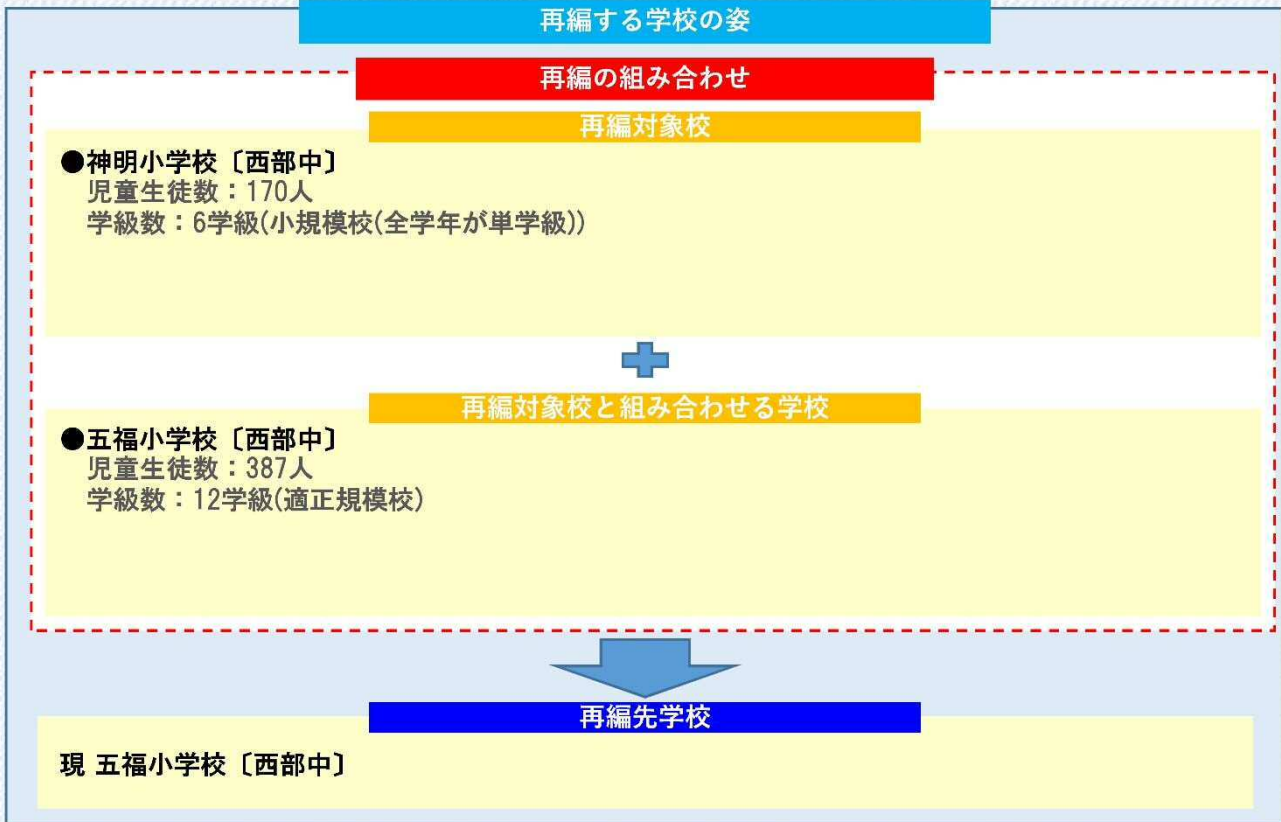 再編する学校の姿
再編の組み合わせ
再編対象校
●神明小学校〔西部中〕
児童生徒数：170人
学級数：6学級(小規模校(全学年が単学級))
再編対象校と組み合わせる学校
●五福小学校〔西部中〕
児童生徒数：387人
学級数：12学級(適正規模校)
再編先学校
現 五福小学校〔西部中〕